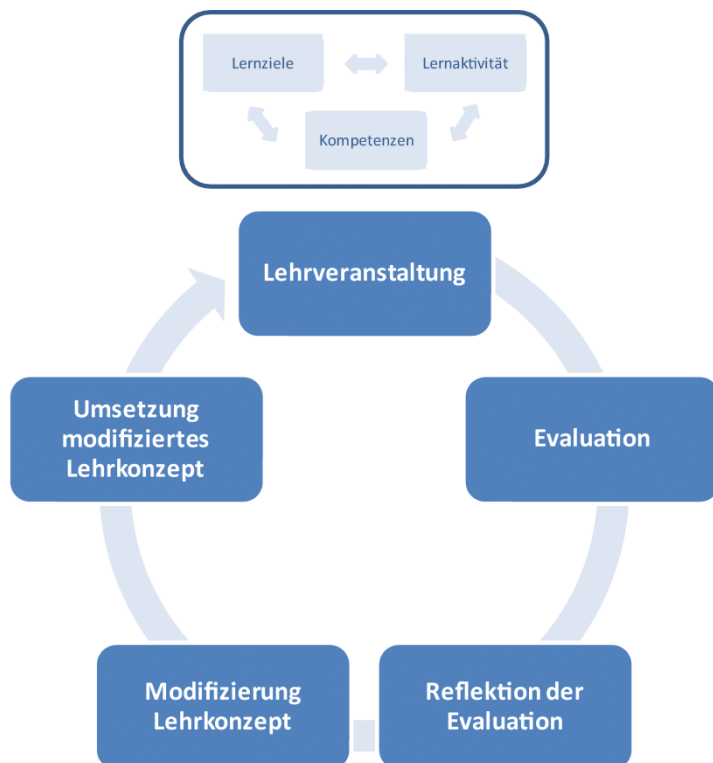 Lernziele
Lernaktivität
Kompetenzen
Lehrveranstaltung
Umsetzung
modifiziertes
Lehrkonzept
Evaluation
Modifizierung
Lehrkonzept
Reflektion der
Evaluation